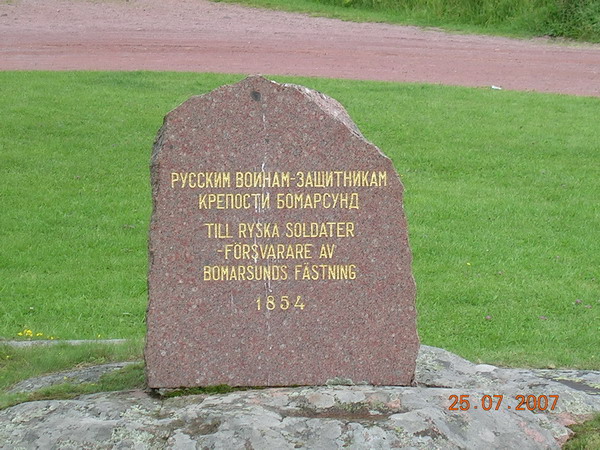 РУССКИМ ВОИНАМ-ЗАЩИТНИКАМ
КРЕПОСТИ БОМАРСУНД
TILL RYSKA SOLDATER
-FÖRSVARARE AV
BOMARSUNDS FÄSTNING
1854
25.07.2007